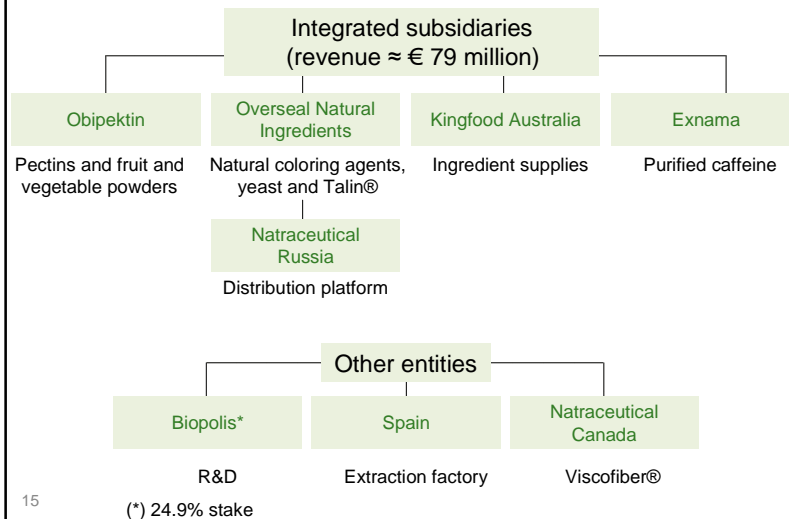 Integrated subsidiaries
(revenue ≈ € 79 million)
Obipektin
Pectins and fruit and
vegetable powders
Overseal Natural
Ingredients
Natural coloring agents,
yeast and Talin®
Natraceutical
Russia
Distribution platform
Kingfood Australia
Ingredient supplies
Exnama
Purified caffeine
Other entities
Biopolis*
R&D
(*) 24.9% stake
Spain
Extraction factory
Natraceutical
Canada
Viscofiber®
15